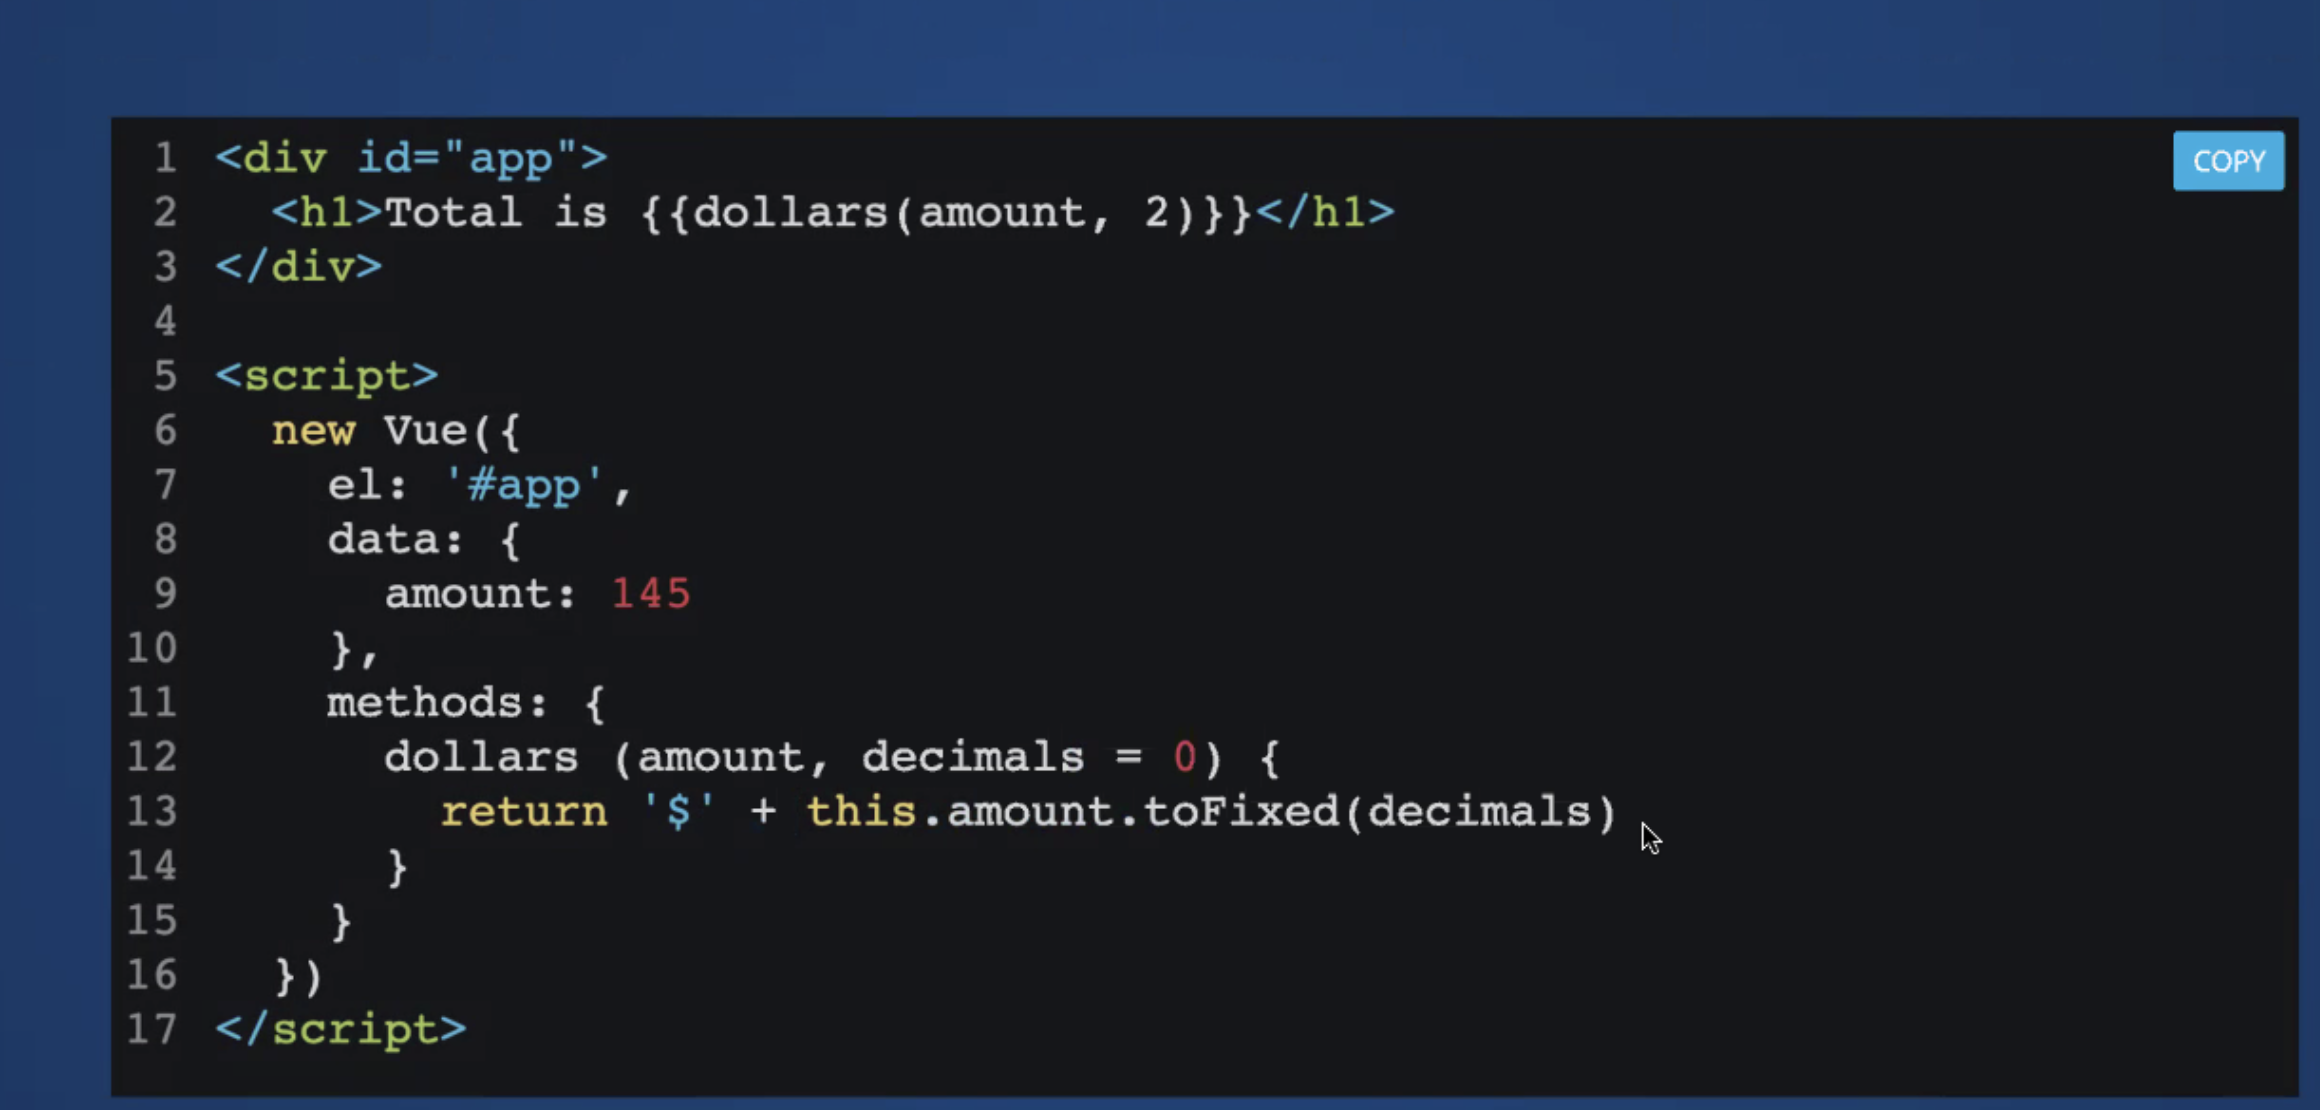 COPY
1 <div id="app">
2   <h1>Total is {{dollars(amount, 2)}}</h1>
3 </div>
4
5 <script>
6   new Vue({
7     el: '#app',
8     data: {
9       amount: 145
10     },
11     methods: {
12       dollars (amount, decimals = 0) {
13         return '$' + this.amount.toFixed(decimals)
14       }
15     }
16   })
17 </script>